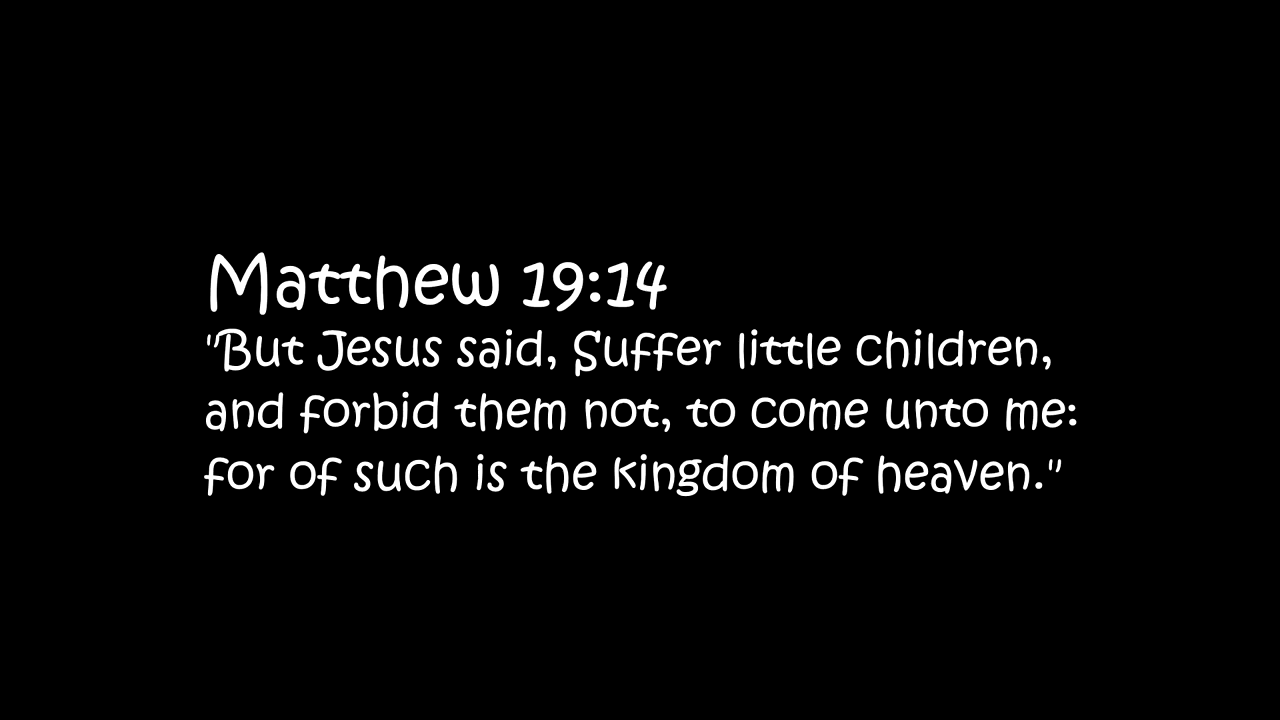 Matthew 19:14
"But Jesus said, Suffer little children,
and forbid them not, to come unto me:
for of such is the kingdom of heaven."